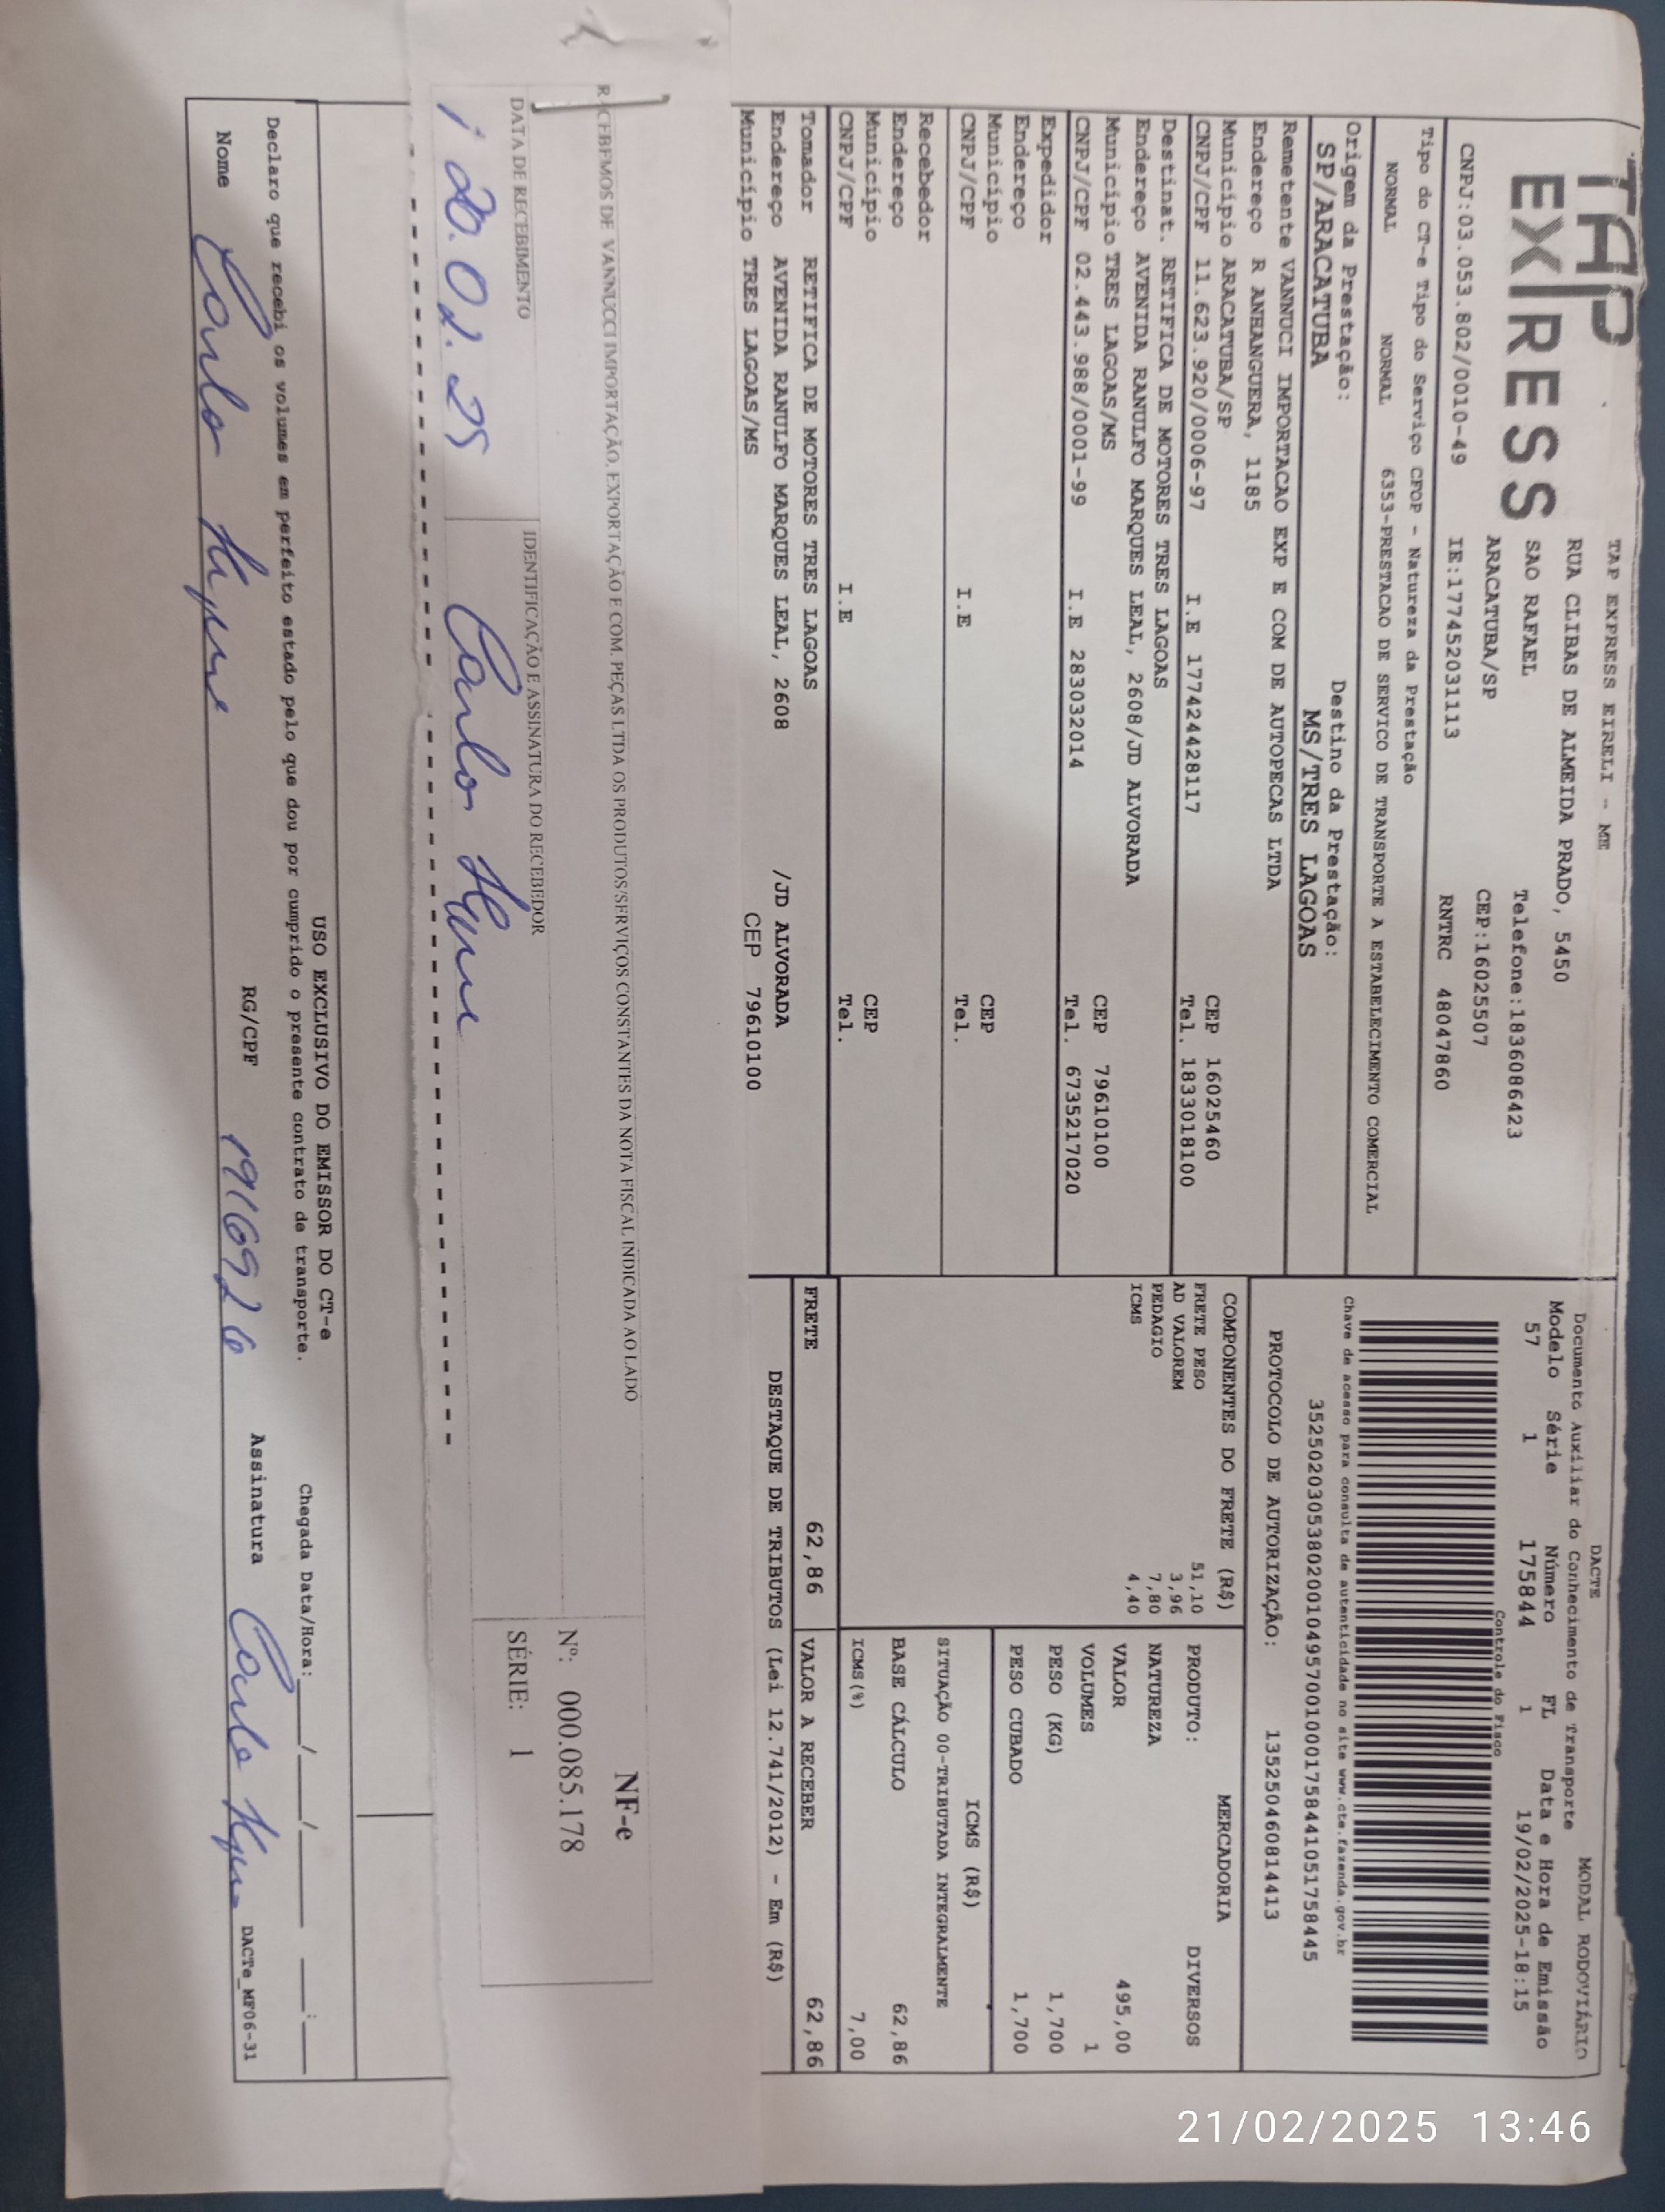 TAP
EXPRESS
TAP EXPRESS EIRELI - ME
RUA CLIBAS DE ALMEIDA PRADO, 5450
SAO RAFAEL Telefone:1836086423
ARACATUBA/SP CEP:16025507
CNPJ:03.053.802/0010-49 IE:177452031113 RNTRC 48047860
Tipo do CT-e Tipo do Serviço CFOP - Natureza da Prestação
NORMAL NORMAL 6353-PRESTACAO DE SERVICO DE TRANSPORTE A ESTABELECIMENTO COMERCIAL
Origem da Prestação: Destino da Prestação:
SP/ARACATUBA MS/TRES LAGOAS
Remetente VANNUCI IMPORTACAO EXP E COM DE AUTOPECAS LTDA
Endereço R ANHANGUERA, 1185
Município ARACATUBA/SP CEP 16025460
CNPJ/CPF 11.623.920/0006-97 I.E 177424428117 Tel. 1833018100
Destinat. RETIFICA DE MOTORES TRES LAGOAS
Endereço AVENIDA RANULFO MARQUES LEAL, 2608/JD ALVORADA
Município TRES LAGOAS/MS CEP 79610100
CNPJ/CPF 02.443.988/0001-99 I.E 283032014 Tel. 6735217020
Expedidor
Endereço
Município CEP
CNPJ/CPF I.E Tel.
Recebedor
Endereço
Município CEP
CNPJ/CPF I.E Tel.
Tomador RETIFICA DE MOTORES TRES LAGOAS
Endereço AVENIDA RANULFO MARQUES LEAL, 2608 /JD ALVORADA
Município TRES LAGOAS/MS CEP 79610100
DACTE MODAL RODOVIÁRIO
Documento Auxiliar do Conhecimento de Transporte
Modelo Série Número FL Data e Hora de Emissão
57 1 175844 1 19/02/2025-18:15
Controle do Fisco
Chave de acesso para consulta de autenticidade no site www.cte.fazenda.gov.br
35250203053802001049570010001758441051758445
PROTOCOLO DE AUTORIZAÇÃO: 135250460814413
COMPONENTES DO FRETE (R$)
FRETE PESO 51,10
AD VALOREM 3,96
PEDAGIO 7,80
ICMS 4,40
MERCADORIA
PRODUTO: DIVERSOS
NATUREZA
VALOR 495,00
VOLUMES 1
PESO (KG) 1,700
PESO CUBADO 1,700
ICMS (R$)
SITUAÇÃO 00-TRIBUTADA INTEGRALMENTE
BASE CÁLCULO 62,86
ICMS(%) 7,00
FRETE 62,86 VALOR A RECEBER 62,86
DESTAQUE DE TRIBUTOS (Lei 12.741/2012) - Em (R$)
RECEBEMOS DE VANNUCCI IMPORTAÇÃO, EXPORTAÇÃO E COM. PEÇAS LTDA OS PRODUTOS/SERVIÇOS CONSTANTES DA NOTA FISCAL INDICADA AO LADO
DATA DE RECEBIMENTO IDENTIFICAÇÃO E ASSINATURA DO RECEBEDOR
20.02.25 Carlo
NF-e
Nº: 000.085.178
SÉRIE: 1
USO EXCLUSIVO DO EMISSOR DO CT-e
Declaro que recebi os volumes em perfeito estado pelo que dou por cumprido o presente contrato de transporte. Chegada Data/Hora: ___/___/___ __:__
Nome Carlo RG/CPF Assinatura Carlo
DACTe_MF06-31
21/02/2025 13:46